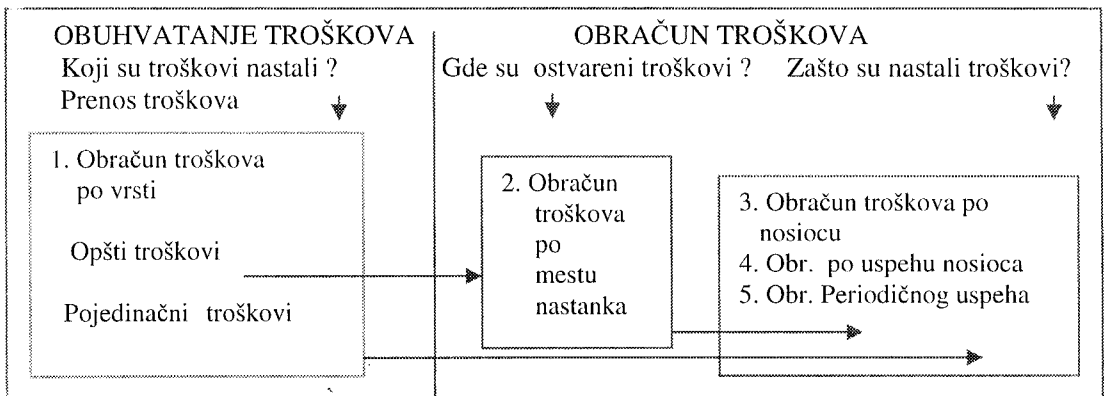 OBUHVATANJE TROŠKOVA
Koji su troškovi nastali ?
Prenos troškova
1. Obračun troškova
po vrsti
Opšti troškovi
Pojedinačni troškovi
OBRAČUN TROŠKOVA
Gde su ostvareni troškovi ? Zašto su nastali troškovi?
2. Obračun
troškova
po
mestu
nastanka
3. Obračun troškova po
nosiocu
4. Obr. po uspehu nosioca
5. Obr. Periodičnog uspeha